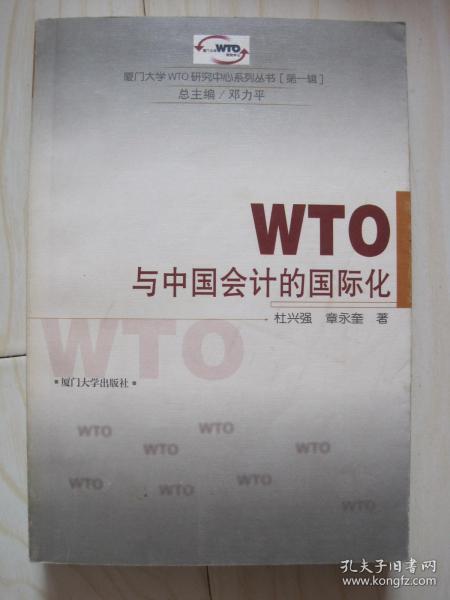 WTO
厦门大学WTO研究中心系列丛书[第一辑]
总主编/邓力平
WTO
与中国会计的国际化
杜兴强 章永奎 著
WTO
·厦门大学出版社·
WTO
WTO
WTO
WTO
WTO
WTO
WTO
WTO
孔夫子旧书网
www.kongfz.com